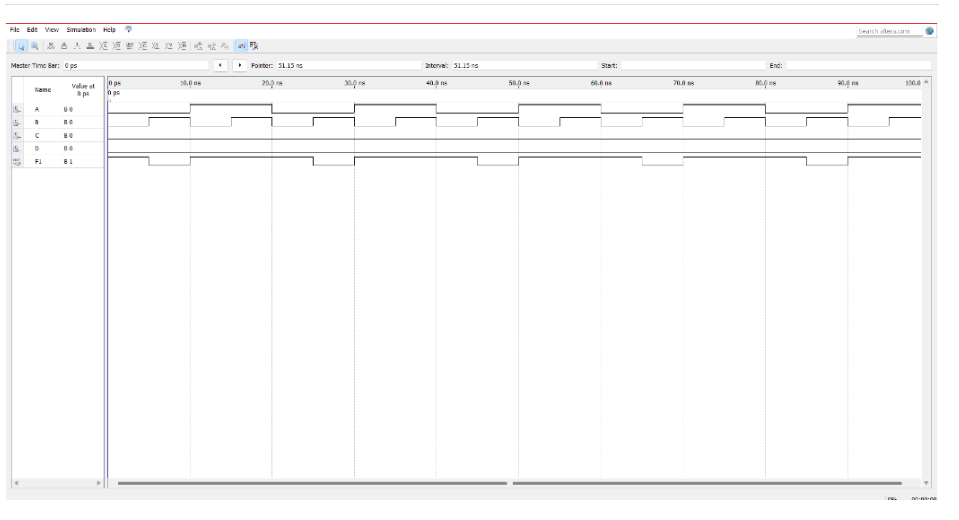 File Edit View Simulation Help
Search altera.com
Master Time Bar: 0 ps Pointer: 51.15 ns Interval: 51.15 ns Start: End:
Name Value at 0 ps
0 ps 10.0 ns 20.0 ns 30.0 ns 40.0 ns 50.0 ns 60.0 ns 70.0 ns 80.0 ns 90.0 ns 100.0
0 ps
A B 0
B B 0
C B 0
D B 0
F1 B 1
0% 00:00:00